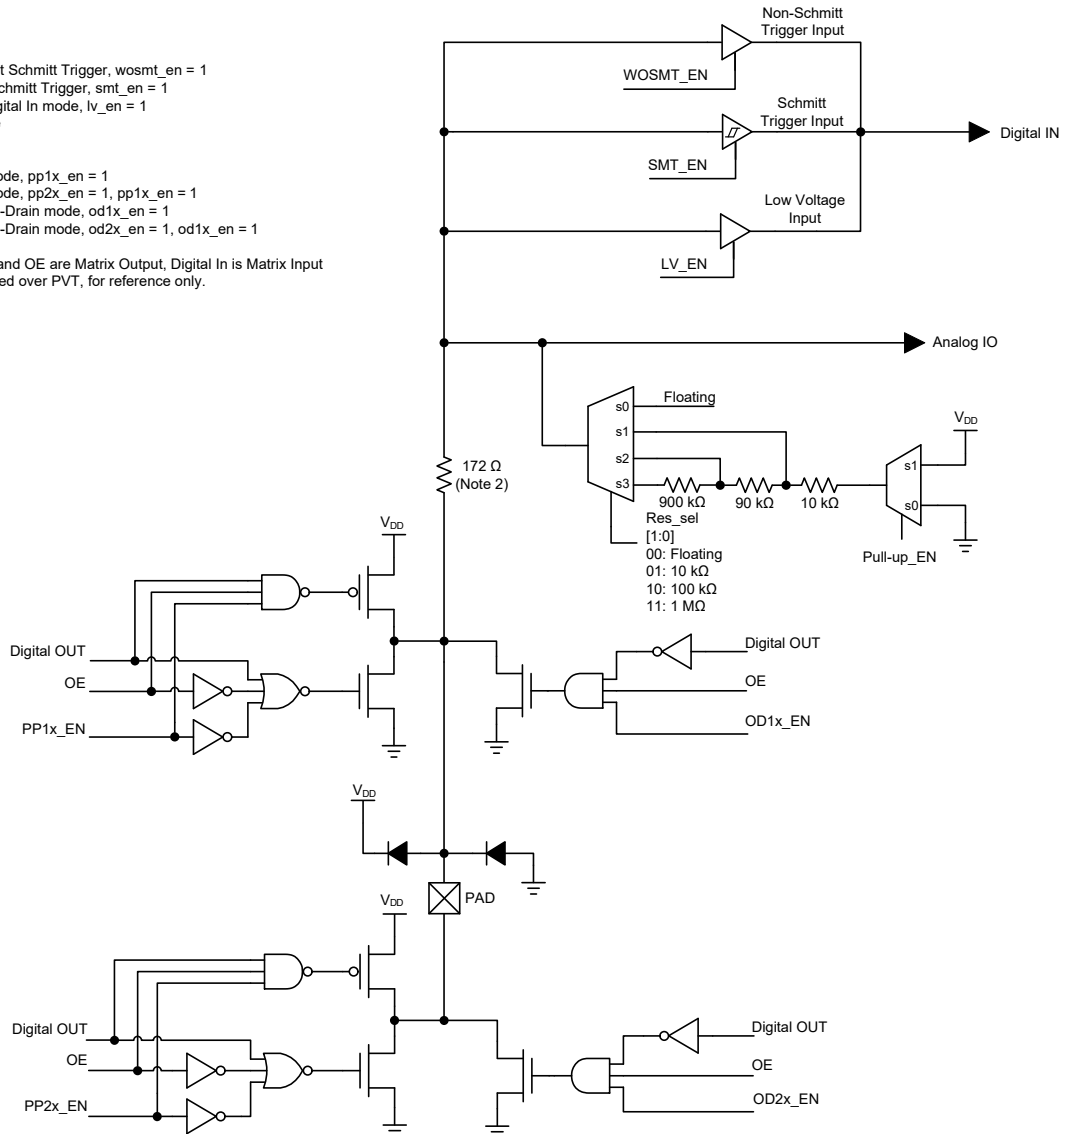 Non-Schmitt
Trigger Input
WOSMT_EN
t Schmitt Trigger, wosmt_en = 1
chmitt Trigger, smt_en = 1
gital In mode, lv_en = 1
Schmitt
Trigger Input
SMT_EN
Digital IN
ode, pp1x_en = 1
ode, pp2x_en = 1, pp1x_en = 1
-Drain mode, od1x_en = 1
-Drain mode, od2x_en = 1, od1x_en = 1
Low Voltage
Input
LV_EN
and OE are Matrix Output, Digital In is Matrix Input
ed over PVT, for reference only.
Analog IO
s0
Floating
s1
s2
s3
900 kΩ
90 kΩ
10 kΩ
VDD
s1
s0
Pull-up_EN
172 Ω
(Note 2)
Res_sel
[1:0]
00: Floating
01: 10 kΩ
10: 100 kΩ
11: 1 MΩ
VDD
Digital OUT
OE
PP1x_EN
Digital OUT
OE
OD1x_EN
VDD
PAD
VDD
Digital OUT
OE
PP2x_EN
Digital OUT
OE
OD2x_EN